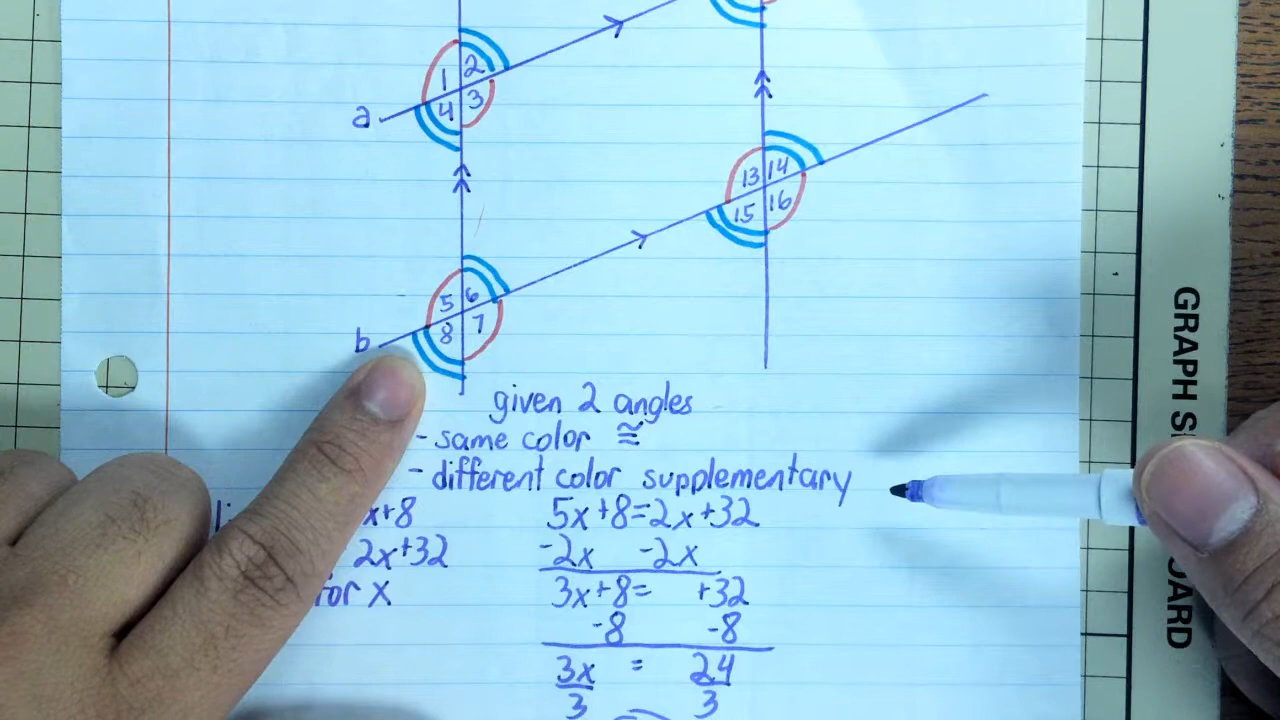 1 2
a 4 3
13 14
15 16
5 6
b 8 7
given 2 angles
- same color ≅
- different color supplementary
x+8 5x+8=2x+32
2x+32 -2x -2x
for x 3x+8= +32
-8 -8
3x = 24
3 3
GRAPH